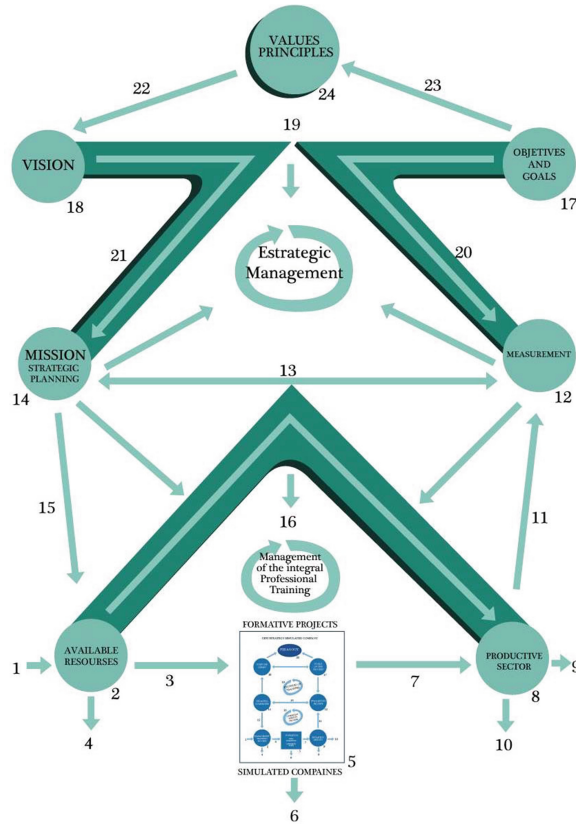 VALUES
PRINCIPLES
24
22
23
19
VISION
18
OBJETIVES
AND
GOALS
17
21
20
Estrategic
Management
MISSION
STRATEGIC
PLANNING
14
13
MEASUREMENT
12
15
16
11
Management
of the integral
Professional
Training
FORMATIVE PROJECTS
1
AVAILABLE
RESOURSES
2
3
4
5
7
PRODUCTIVE
SECTOR
8
9
10
SIMULATED COMPAINES
6